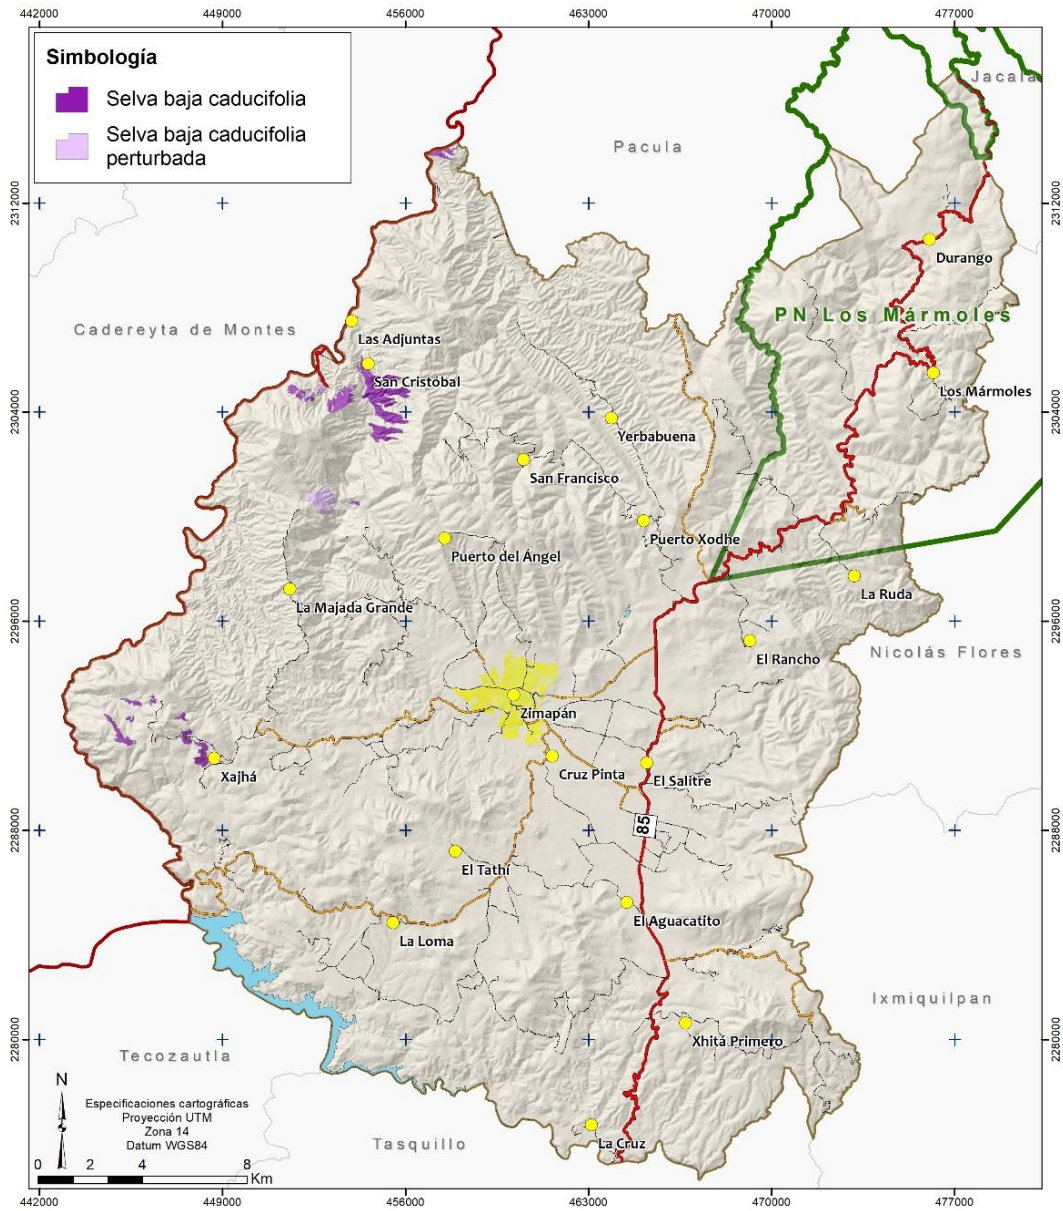 442000 449000 456000 463000 470000 477000
Simbología
Selva baja caducifolia
Selva baja caducifolia
perturbada
Jacala
Pacula
2312000 2312000
Durango
PN Los Mármoles
Cadereyta de Montes
Las Adjuntas
San Cristóbal
Los Mármoles
2304000 2304000
Yerbabuena
San Francisco
Puerto Xodhe
Puerto del Ángel
La Majada Grande
La Ruda
2296000 2296000
El Rancho
Nicolás Flores
Zimapán
Xajhá
Cruz Pinta
El Salitre
2288000 2288000
85
El Tathí
El Aguacatito
La Loma
Ixmiquilpan
2280000 2280000
Xhitá Primero
Tecozautla
N
Especificaciones cartográficas
Proyección UTM
Zona 14
Datum WGS84
Tasquillo
La Cruz
0 2 4 8
Km
442000 449000 456000 463000 470000 477000